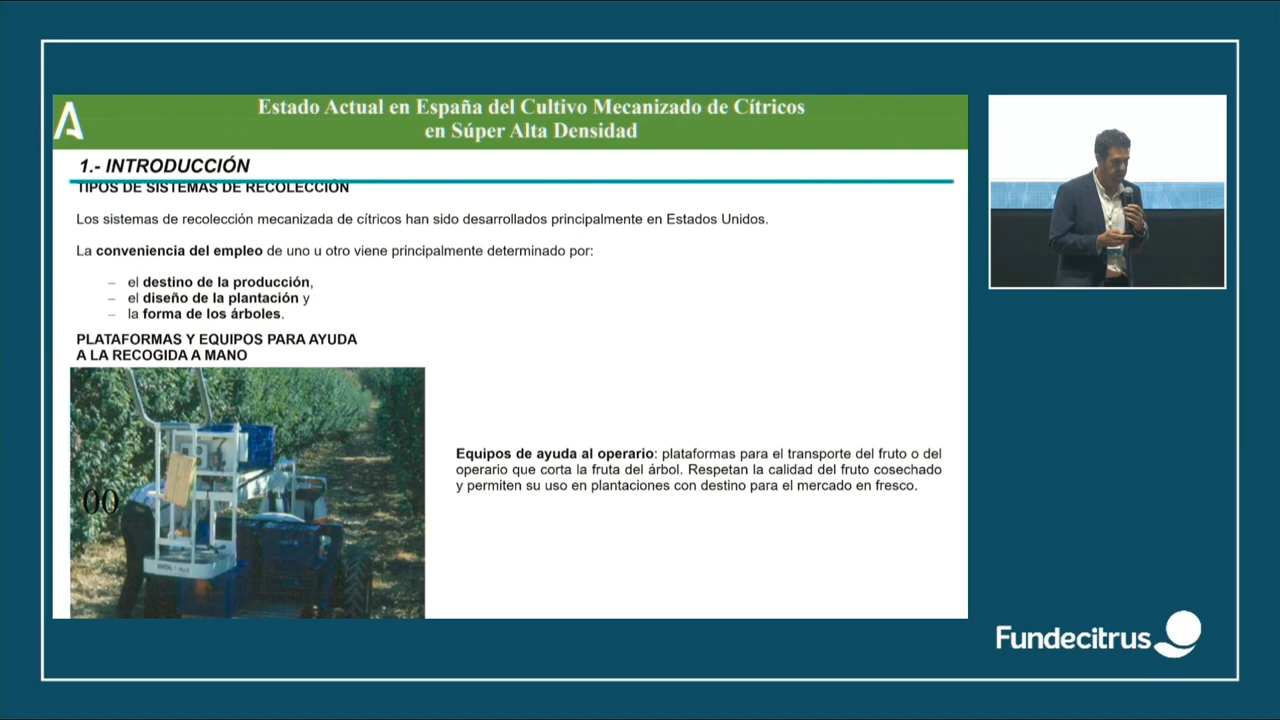 Estado Actual en España del Cultivo Mecanizado de Cítricos
en Súper Alta Densidad
1.- INTRODUCCIÓN
TIPOS DE SISTEMAS DE RECOLECCIÓN
Los sistemas de recolección mecanizada de cítricos han sido desarrollados principalmente en Estados Unidos.
La conveniencia del empleo de uno u otro viene principalmente determinado por:
– el destino de la producción,
– el diseño de la plantación y
– la forma de los árboles.
PLATAFORMAS Y EQUIPOS PARA AYUDA
A LA RECOGIDA A MANO
00
Equipos de ayuda al operario: plataformas para el transporte del fruto o del
operario que corta la fruta del árbol. Respetan la calidad del fruto cosechado
y permiten su uso en plantaciones con destino para el mercado en fresco.
Fundecitrus